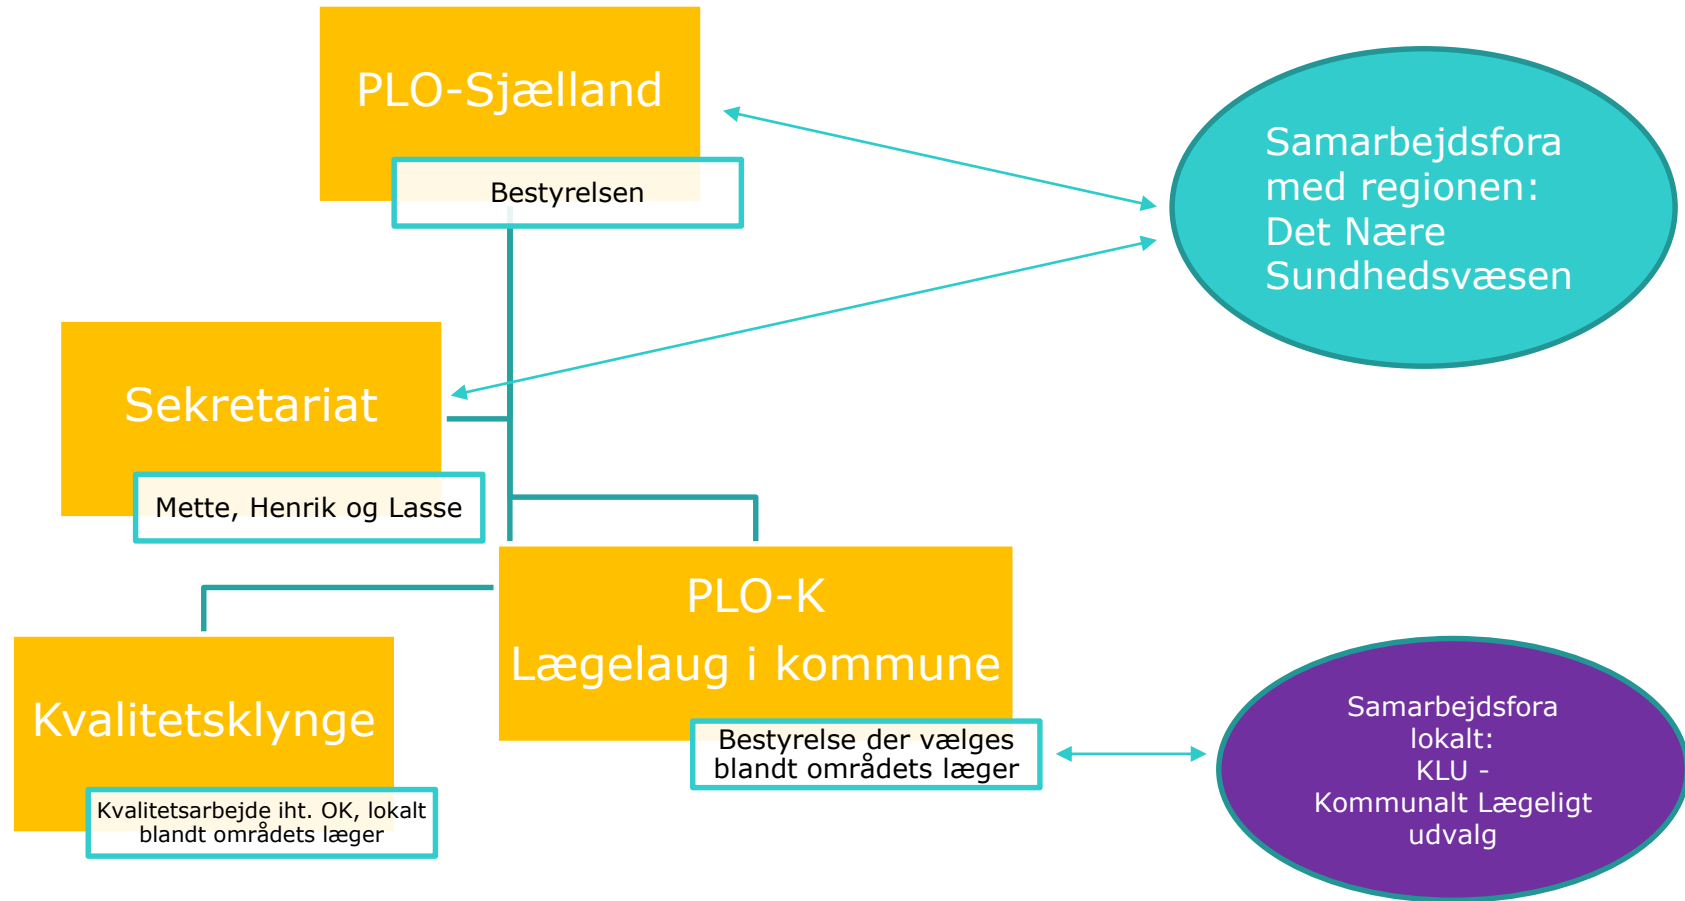 PLO-Sjælland
Bestyrelsen
Samarbejdsfora
med regionen:
Det Nære
Sundhedsvæsen
Sekretariat
Mette, Henrik og Lasse
PLO-K
Lægelaug i kommune
Bestyrelse der vælges
blandt områdets læger
Kvalitetsklynge
Kvalitetsarbejde iht. OK, lokalt
blandt områdets læger
Samarbejdsfora
lokalt:
KLU -
Kommunalt Lægeligt
udvalg